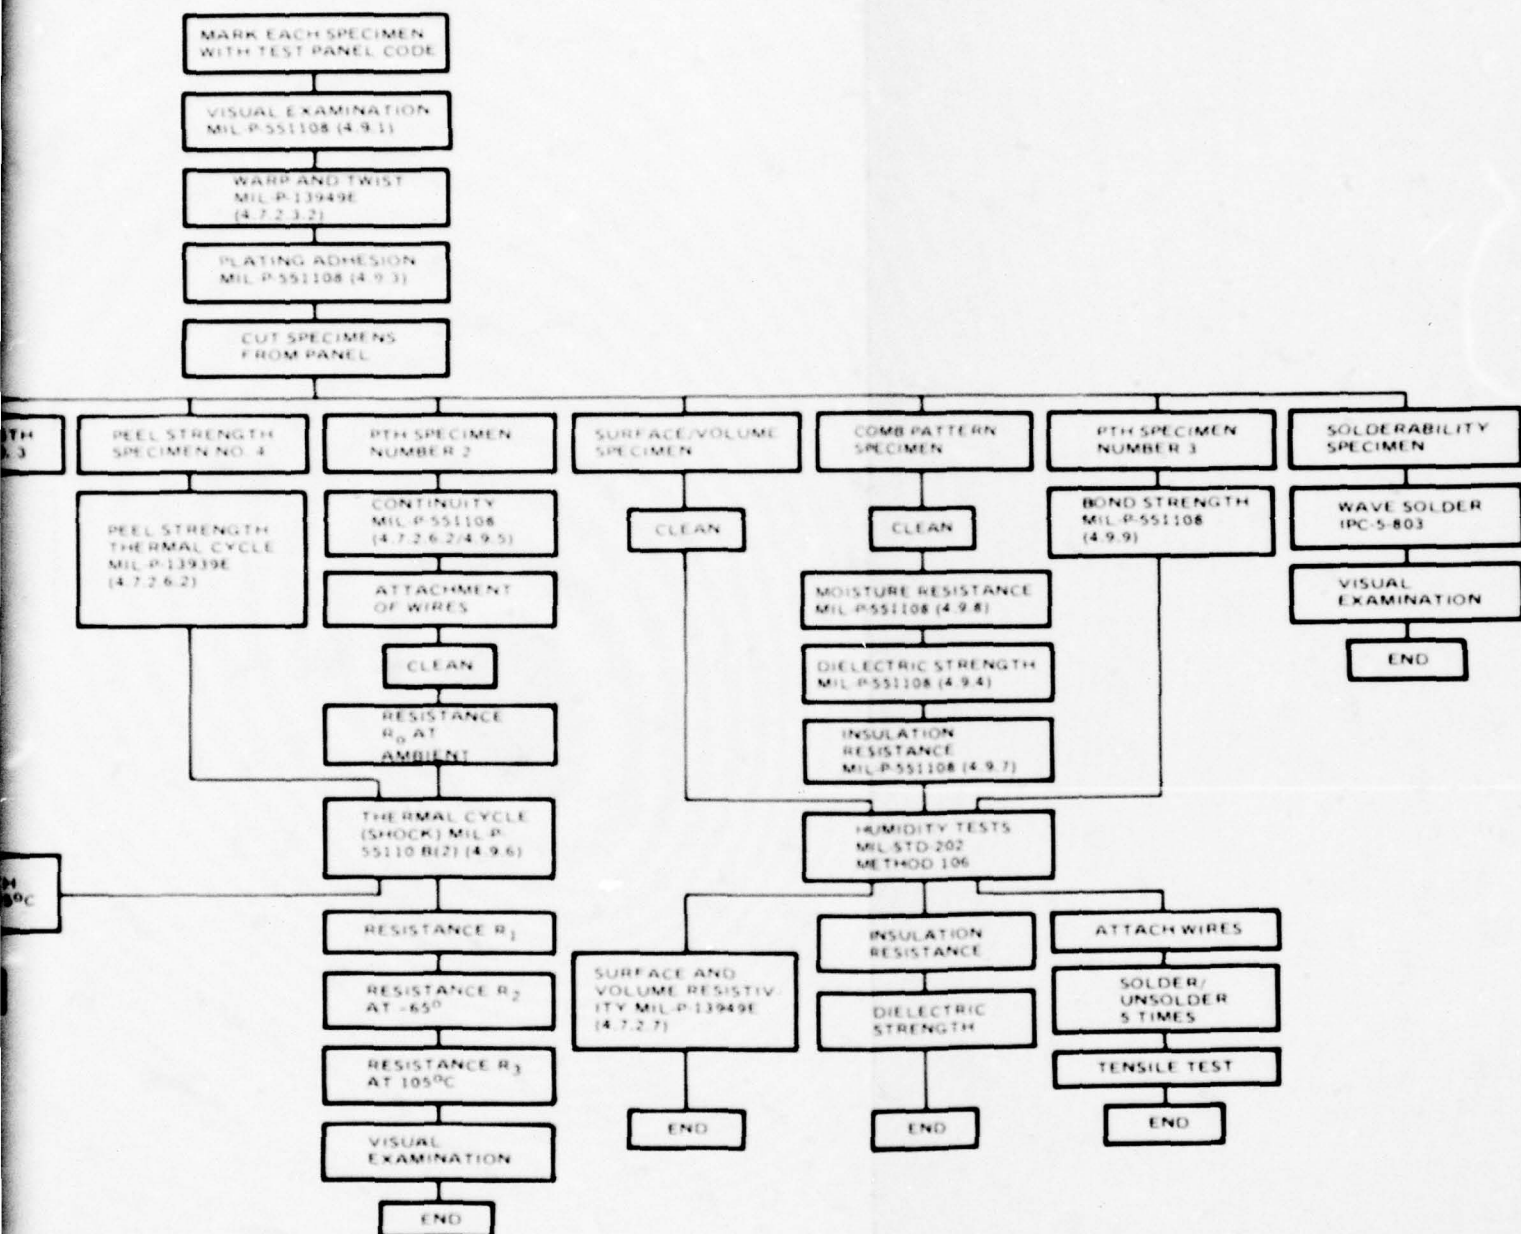 MARK EACH SPECIMEN
WITH TEST PANEL CODE
VISUAL EXAMINATION
MIL-P-551108 (4.9.1)
WARP AND TWIST
MIL-P-13949E
(4.7.2.3.2)
PLATING ADHESION
MIL-P-551108 (4.9.3)
CUT SPECIMENS
FROM PANEL
TH
. 3
PEEL STRENGTH
SPECIMEN NO. 4
PEEL STRENGTH
THERMAL CYCLE
MIL-P-13939E
(4.7.2.6.2)
PTH SPECIMEN
NUMBER 2
CONTINUITY
MIL-P-551108
(4.7.2.6.2/4.9.5)
ATTACHMENT
OF WIRES
CLEAN
RESISTANCE
R₀ AT
AMBIENT
THERMAL CYCLE
(SHOCK) MIL-P-
55110 B(2) (4.9.6)
H
°C
RESISTANCE R₁
RESISTANCE R₂
AT -65°
RESISTANCE R₃
AT 105°C
VISUAL
EXAMINATION
END
SURFACE/VOLUME
SPECIMEN
CLEAN
COMB PATTERN
SPECIMEN
CLEAN
MOISTURE RESISTANCE
MIL-P-551108 (4.9.8)
DIELECTRIC STRENGTH
MIL-P-551108 (4.9.4)
INSULATION
RESISTANCE
MIL-P-551108 (4.9.7)
PTH SPECIMEN
NUMBER 3
BOND STRENGTH
MIL-P-551108
(4.9.9)
HUMIDITY TESTS
MIL-STD-202
METHOD 106
SURFACE AND
VOLUME RESISTIV-
ITY MIL-P-13949E
(4.7.2.7)
END
INSULATION
RESISTANCE
DIELECTRIC
STRENGTH
END
ATTACH WIRES
SOLDER/
UNSOLDER
5 TIMES
TENSILE TEST
END
SOLDERABILITY
SPECIMEN
WAVE SOLDER
IPC-S-803
VISUAL
EXAMINATION
END